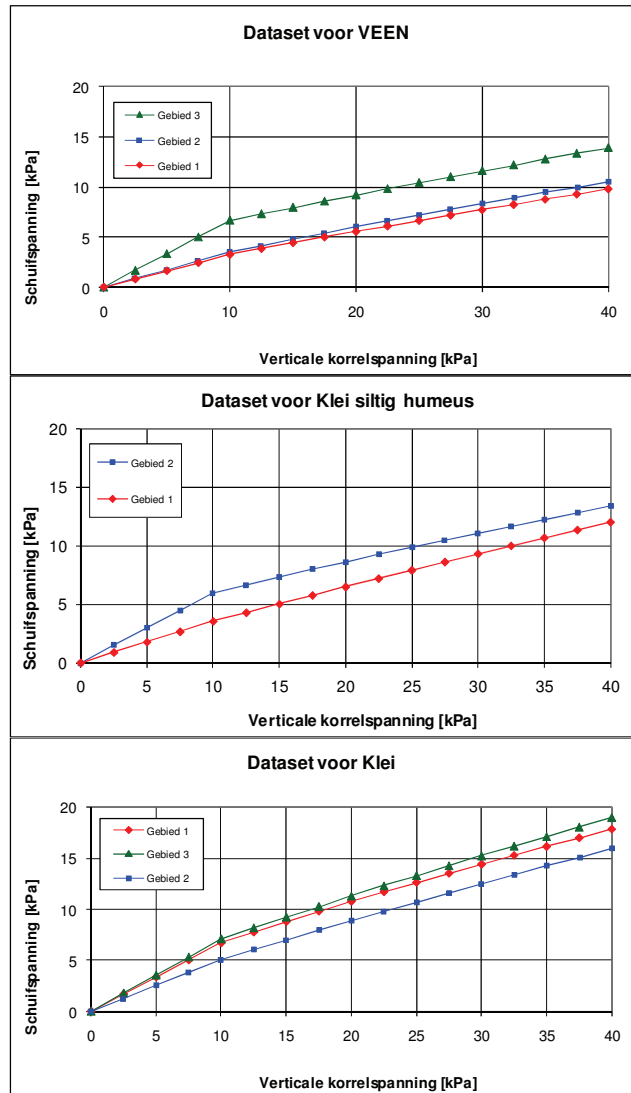 Dataset voor VEEN
Schuifspanning [kPa]
20
15
10
5
0
Gebied 3
Gebied 2
Gebied 1
0 10 20 30 40
Verticale korrelspanning [kPa]
Dataset voor Klei siltig humeus
Schuifspanning [kPa]
20
15
10
5
0
Gebied 2
Gebied 1
0 5 10 15 20 25 30 35 40
Verticale korrelspanning [kPa]
Dataset voor Klei
Schuifspanning [kPa]
20
15
10
5
0
Gebied 1
Gebied 3
Gebied 2
0 5 10 15 20 25 30 35 40
Verticale korrelspanning [kPa]